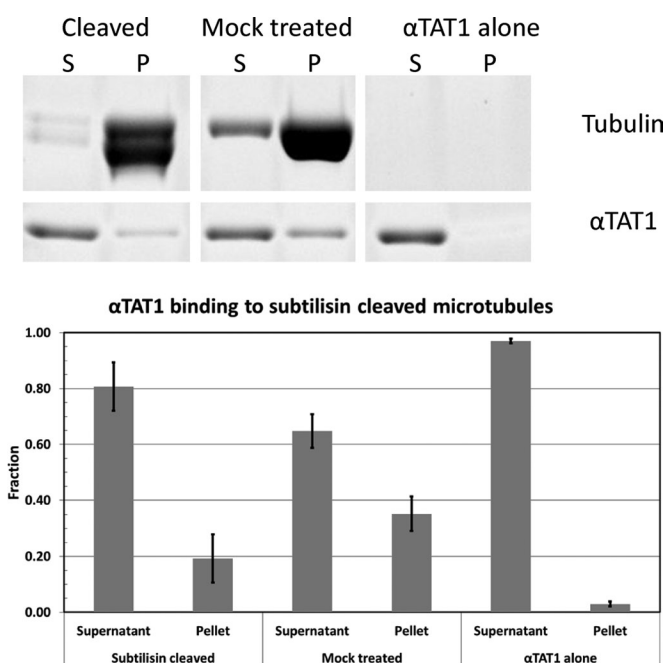 Cleaved Mock treated αTAT1 alone
S P S P S P
Tubulin
αTAT1
αTAT1 binding to subtilisin cleaved microtubules
1.00
0.80
0.60
0.40
0.20
0.00
Fraction
Supernatant Pellet Supernatant Pellet Supernatant Pellet
Subtilisin cleaved Mock treated αTAT1 alone